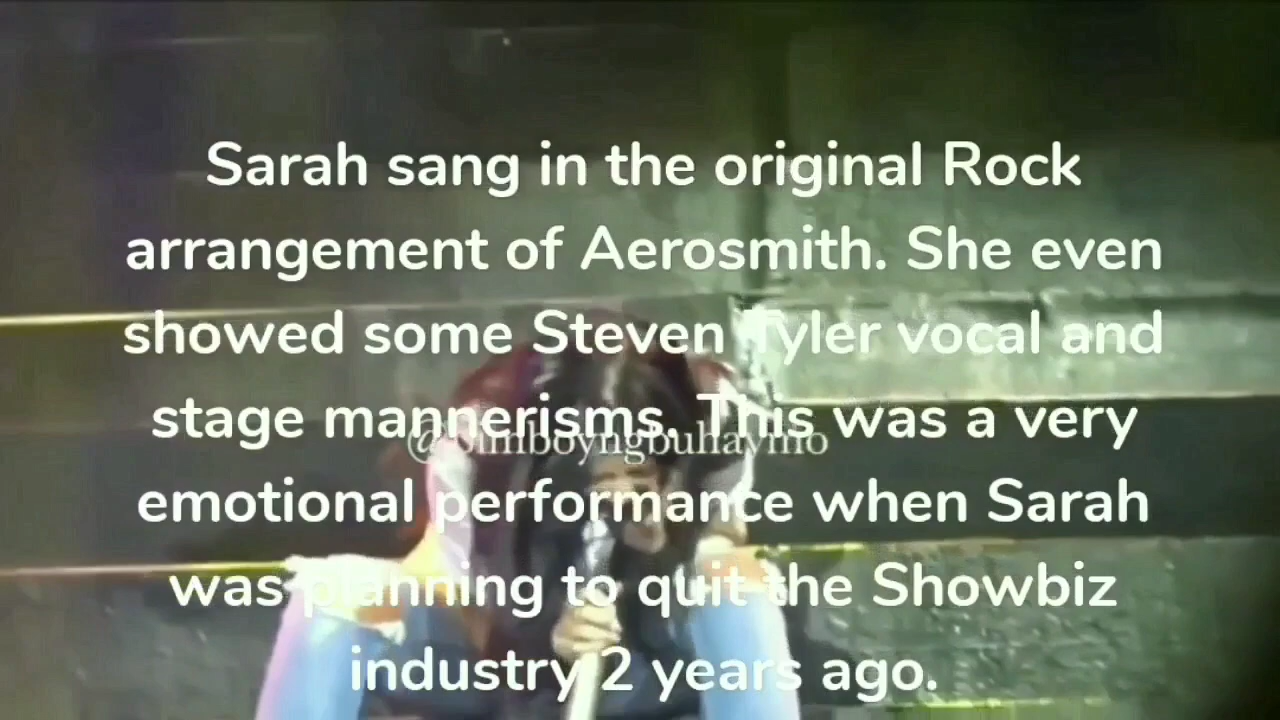 Sarah sang in the original Rock
arrangement of Aerosmith. She even
showed some Steven Tyler vocal and
stage mannerisms. This was a very
emotional performance when Sarah
was planning to quit the Showbiz
industry 2 years ago.